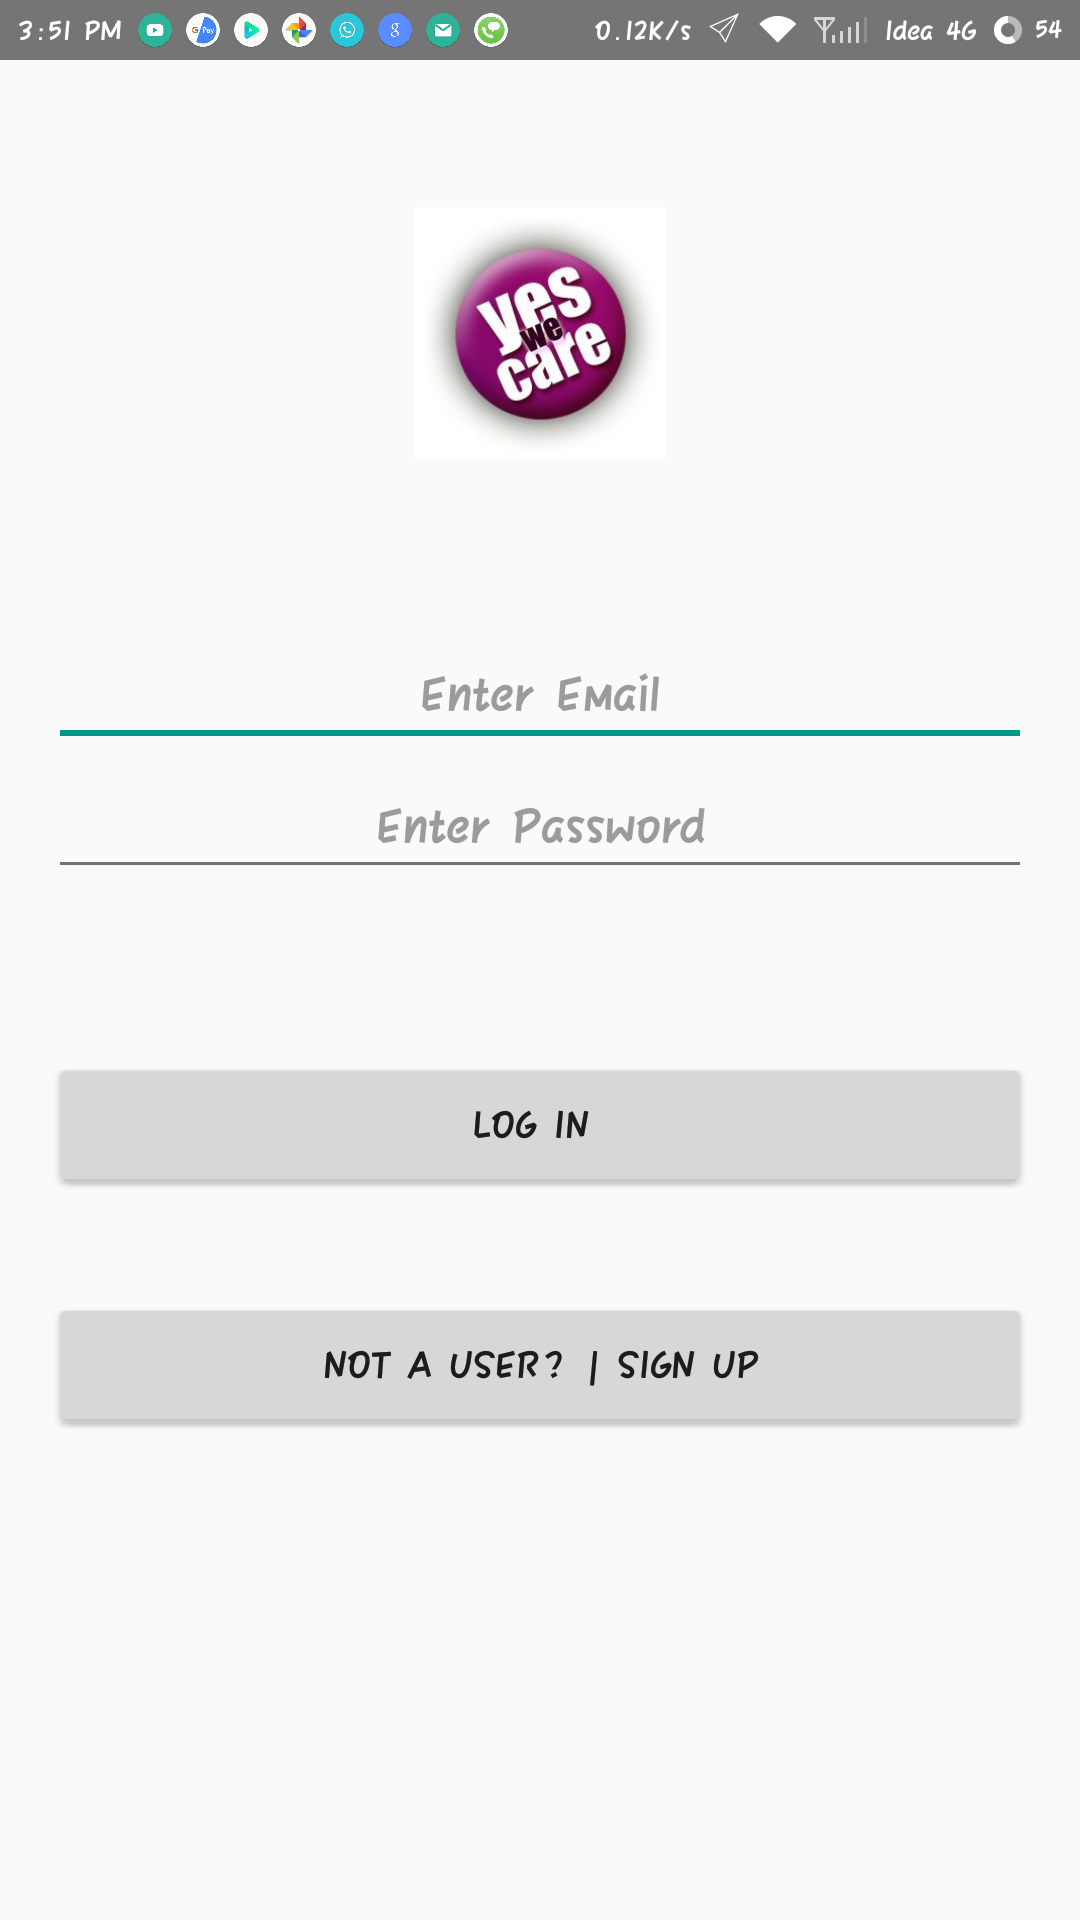 3:51 PM 0.12K/s Idea 4G 54
yes
we
care
Enter Email
Enter Password
LOG IN
NOT A USER? | SIGN UP